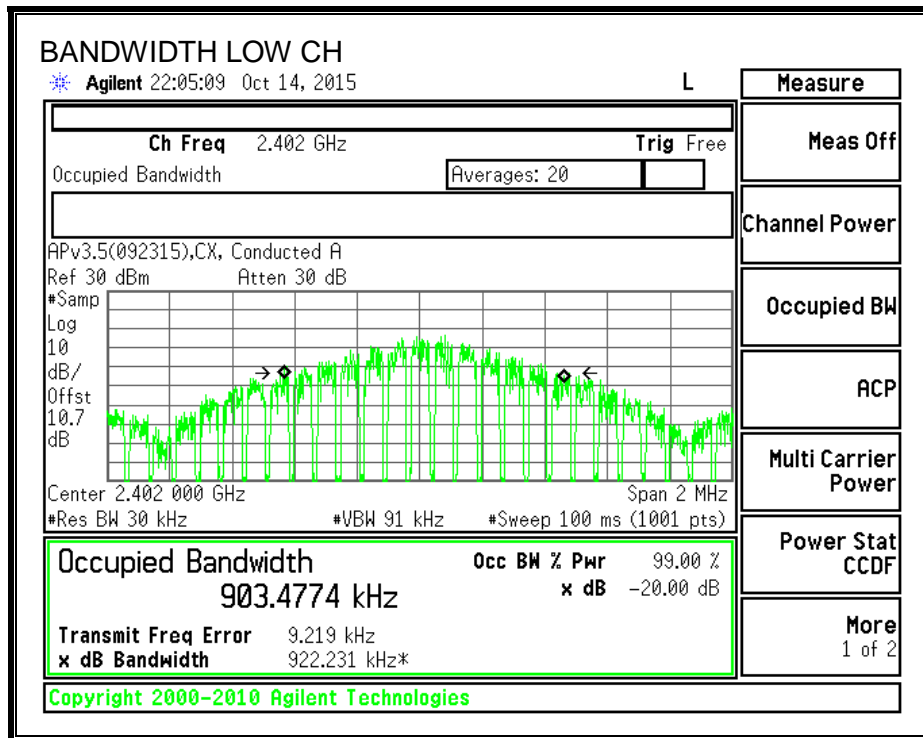 BANDWIDTH LOW CH
Agilent 22:05:09 Oct 14, 2015 L
Measure
Ch Freq 2.402 GHz Trig Free
Occupied Bandwidth Averages: 20
APv3.5(092315),CX, Conducted A
Ref 30 dBm Atten 30 dB
#Samp
Log
10
dB/
Offst
10.7
dB
Center 2.402 000 GHz Span 2 MHz
#Res BW 30 kHz #VBW 91 kHz #Sweep 100 ms (1001 pts)
Occupied Bandwidth Occ BW % Pwr 99.00 %
903.4774 kHz x dB -20.00 dB
Transmit Freq Error 9.219 kHz
x dB Bandwidth 922.231 kHz*
Copyright 2000-2010 Agilent Technologies
Meas Off
Channel Power
Occupied BW
ACP
Multi Carrier
Power
Power Stat
CCDF
More
1 of 2